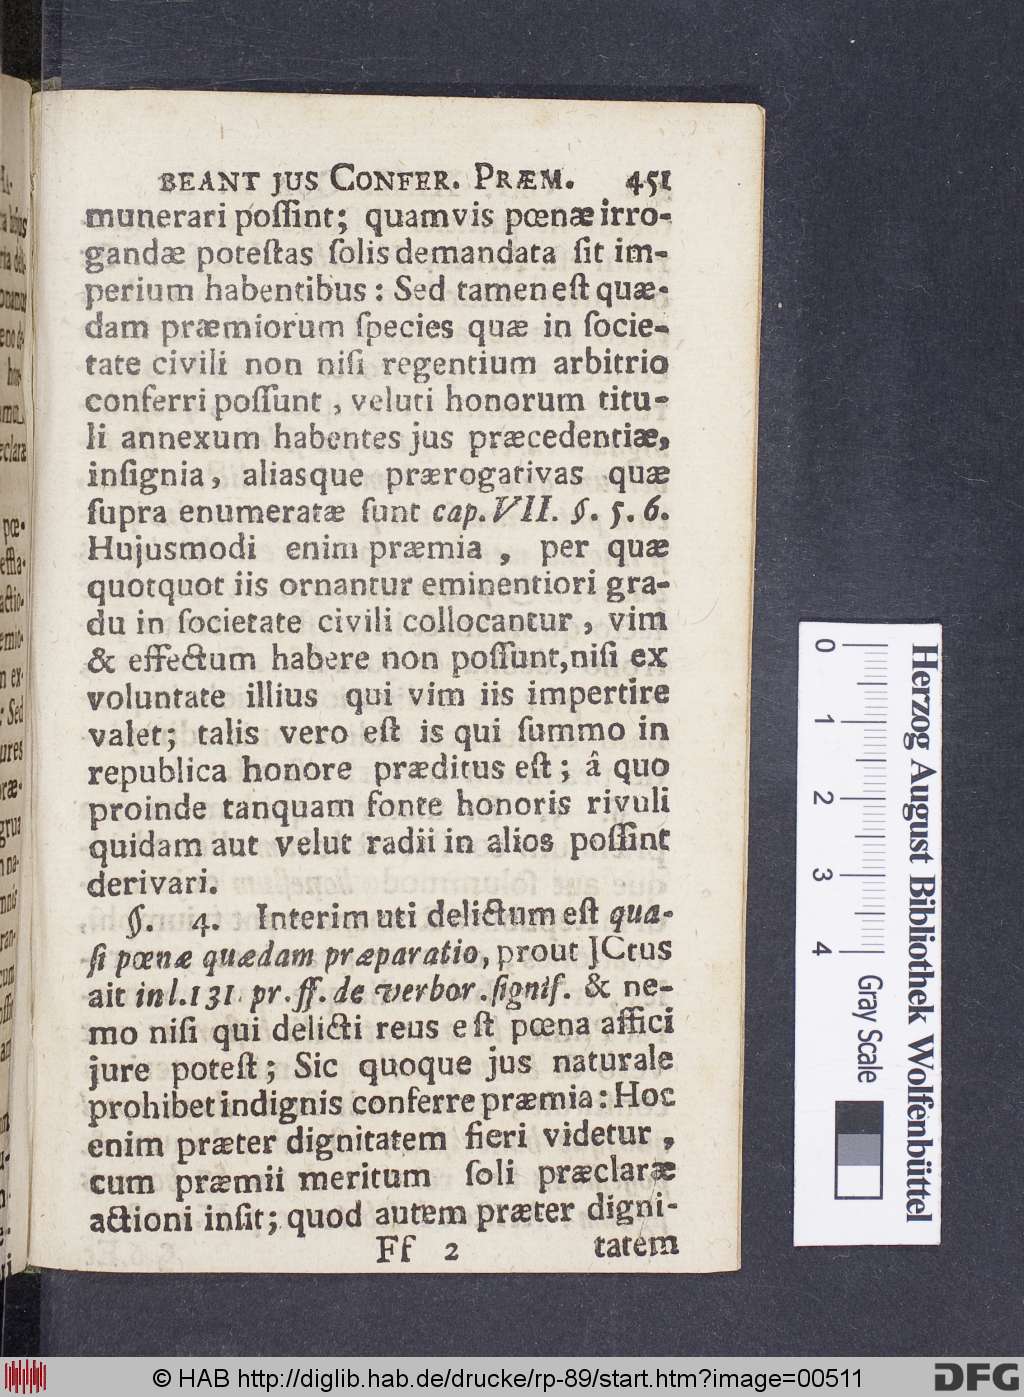 BEANT JUS CONFER. PRÆM. 451
munerari poſſint; quamvis pœnæ irro-
gandæ poteſtas ſolis demandata ſit im-
perium habentibus: Sed tamen eſt quæ-
dam præmiorum ſpecies quæ in ſocie-
tate civili non niſi regentium arbitrio
conferri poſſunt, veluti honorum titu-
li annexum habentes jus præcedentiæ,
inſignia, aliasque prærogativas quæ
ſupra enumeratæ ſunt cap. VII. §. 5. 6.
Hujusmodi enim præmia, per quæ
quotquot iis ornantur eminentiori gra-
du in ſocietate civili collocantur, vim
& effectum habere non poſſunt, niſi ex
voluntate illius qui vim iis impertire
valet; talis vero eſt is qui ſummo in
republica honore præditus eſt; â quo
proinde tanquam fonte honoris rivuli
quidam aut velut radii in alios poſſint
derivari.
§. 4. Interim uti delictum eſt qua-
ſi pœnæ quædam præparatio, prout JCtus
ait in l. 131. pr. ff. de verbor. ſignif. & ne-
mo niſi qui delicti reus eſt pœna affici
jure poteſt; Sic quoque jus naturale
prohibet indignis conferre præmia: Hoc
enim præter dignitatem fieri videtur,
cum præmii meritum ſoli præclaræ
actioni inſit; quod autem præter digni-
Ff 2 tatem
Herzog August Bibliothek Wolfenbüttel
0 1 2 3 4 Gray Scale
© HAB http://diglib.hab.de/drucke/rp-89/start.htm?image=00511
DFG